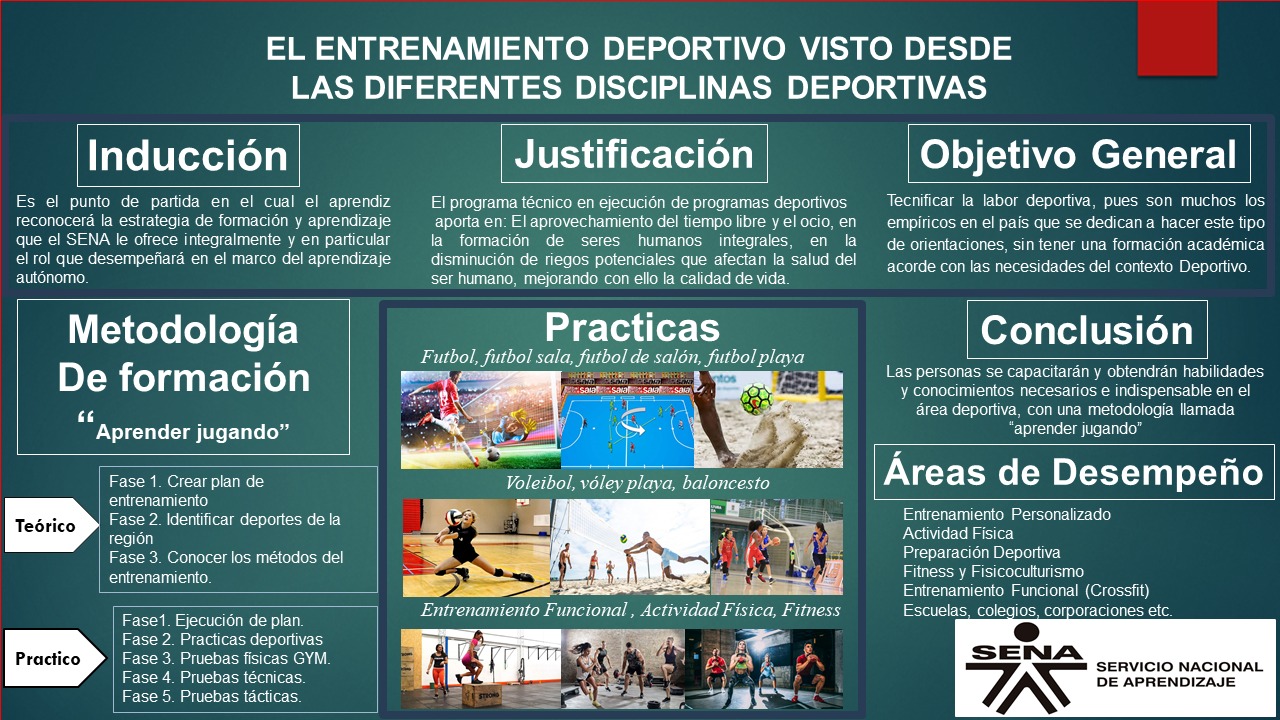 EL ENTRENAMIENTO DEPORTIVO VISTO DESDE
LAS DIFERENTES DISCIPLINAS DEPORTIVAS
Inducción
Es el punto de partida en el cual el aprendiz
reconocerá la estrategia de formación y aprendizaje
que el SENA le ofrece integralmente y en particular
el rol que desempeñará en el marco del aprendizaje
autónomo.
Justificación
El programa técnico en ejecución de programas deportivos
aporta en: El aprovechamiento del tiempo libre y el ocio, en
la formación de seres humanos integrales, en la
disminución de riegos potenciales que afectan la salud del
ser humano, mejorando con ello la calidad de vida.
Objetivo General
Tecnificar la labor deportiva, pues son muchos los
empíricos en el país que se dedican a hacer este tipo
de orientaciones, sin tener una formación académica
acorde con las necesidades del contexto Deportivo.
Metodología
De formación
“Aprender jugando”
Teórico
Fase 1. Crear plan de
entrenamiento
Fase 2. Identificar deportes de la
región
Fase 3. Conocer los métodos del
entrenamiento.
Practico
Fase1. Ejecución de plan.
Fase 2. Practicas deportivas
Fase 3. Pruebas físicas GYM.
Fase 4. Pruebas técnicas.
Fase 5. Pruebas tácticas.
Practicas
Futbol, futbol sala, futbol de salón, futbol playa
Voleibol, vóley playa, baloncesto
Entrenamiento Funcional , Actividad Física, Fitness
STRONG
Conclusión
Las personas se capacitarán y obtendrán habilidades
y conocimientos necesarios e indispensable en el
área deportiva, con una metodología llamada
“aprender jugando”
Áreas de Desempeño
Entrenamiento Personalizado
Actividad Física
Preparación Deportiva
Fitness y Fisicoculturismo
Entrenamiento Funcional (Crossfit)
Escuelas, colegios, corporaciones etc.
SENA
SERVICIO NACIONAL
DE APRENDIZAJE